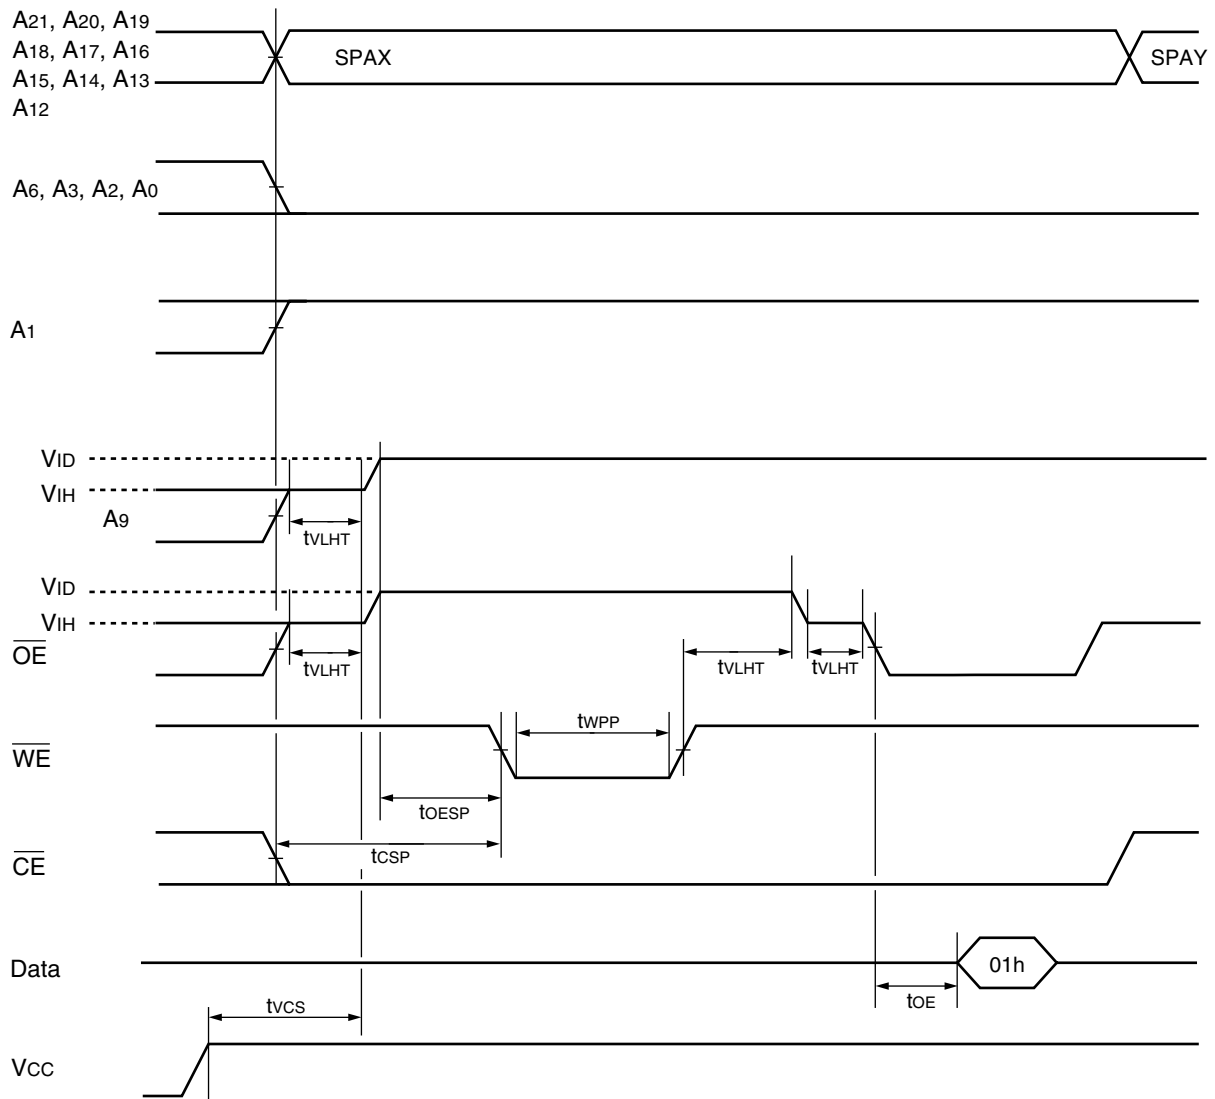 A21, A20, A19
A18, A17, A16
A15, A14, A13
A12
SPAX
SPAY
A6, A3, A2, A0
A1
VID
VIH
A9
tVLHT
VID
VIH
OE
tVLHT
tVLHT
tVLHT
WE
tWPP
tOESP
CE
tCSP
Data
01h
tOE
tVCS
VCC